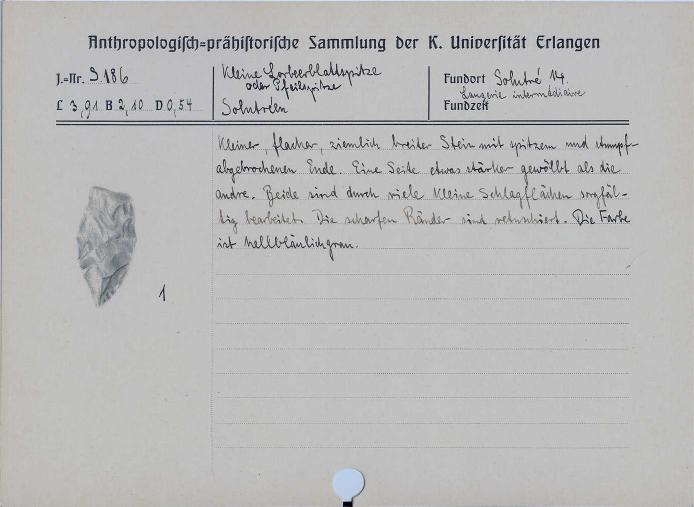 Anthropologisch=prähistorische Sammlung der K. Universität Erlangen
J.=Nr. S.186
L 3,91 B 2,10 D 0,54
Kleine Lorbeerblattspitze
oder Pfeilspitze
Solutréen
Fundort Solutré 14.
Laugerie intermédiaire
Fundzeit
Kleiner, flacher, ziemlich breiter Stein mit spitzem und stumpf-
abgebrochenen Ende. Eine Seite etwas stärker gewölbt als die
andre. Beide sind durch viele kleine Schlagflächen sorgfäl-
tig bearbeitet. Die scharfen Ränder sind retuschiert. Die Farbe
ist hellbläulichgrau.
1